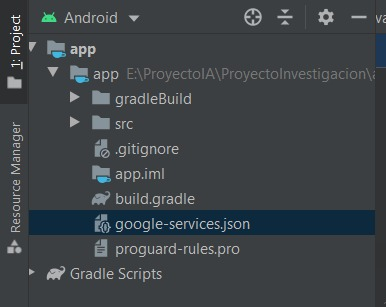 1: Project
Resource Manager
Android
va
app
app E:\ProyectoIA\ProyectoInvestigacion\a
gradleBuild
src
.gitignore
app.iml
build.gradle
google-services.json
proguard-rules.pro
Gradle Scripts